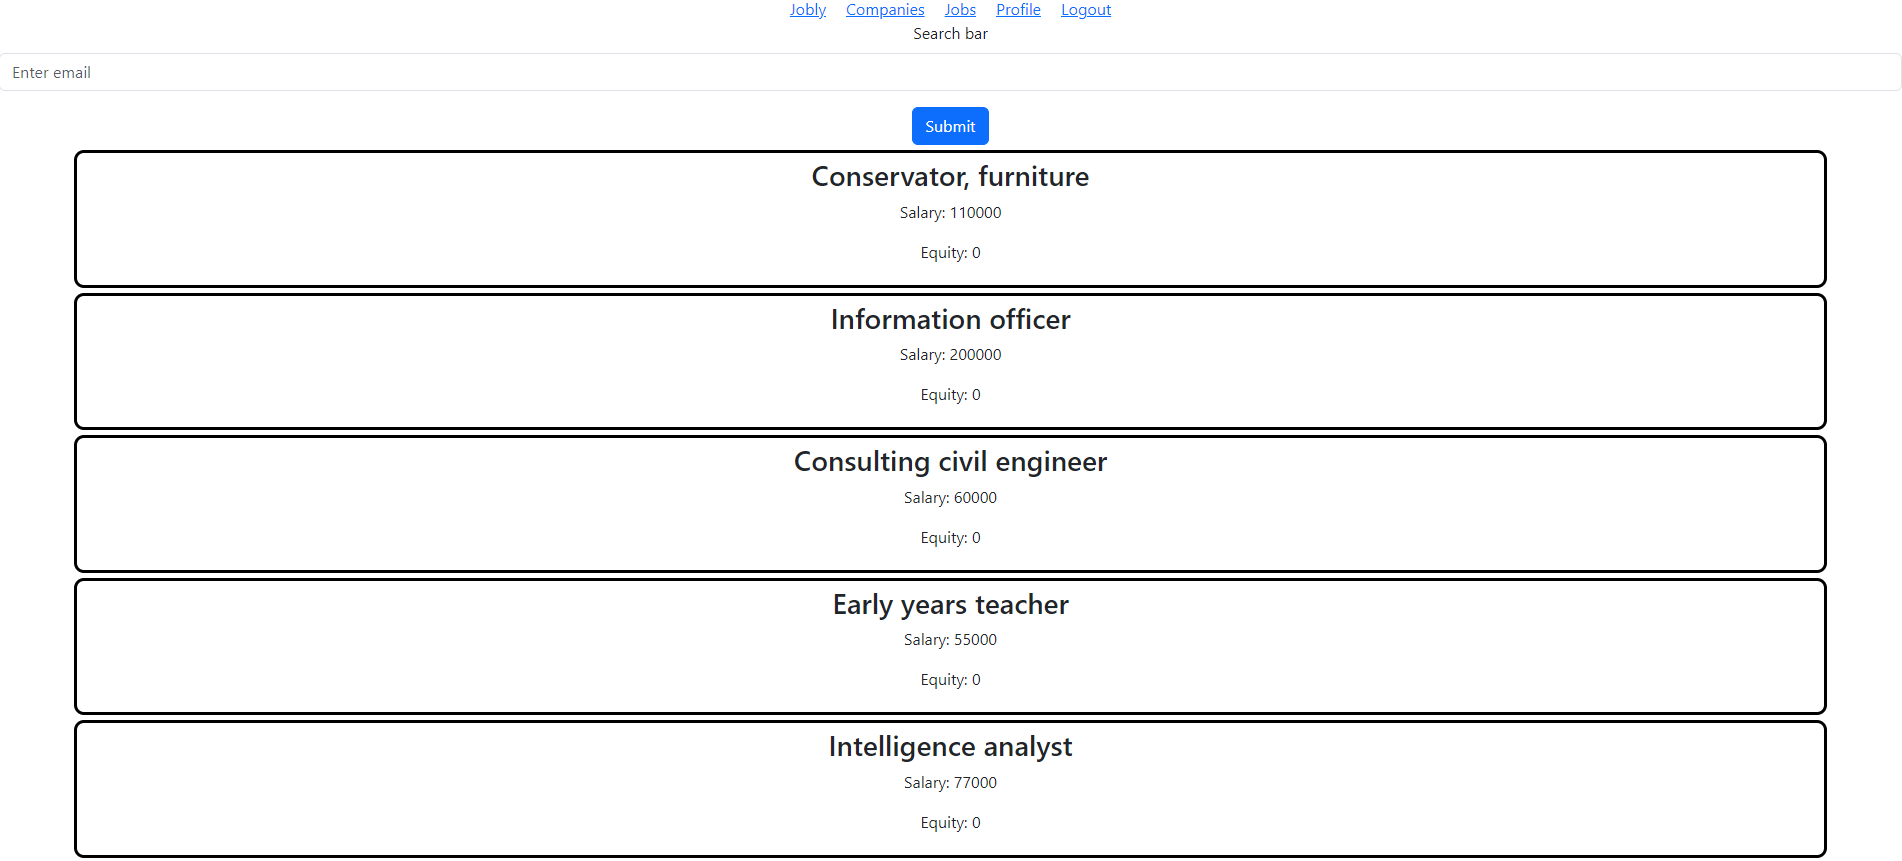 Jobly Companies Jobs Profile Logout
Search bar
Enter email
Submit
Conservator, furniture
Salary: 110000
Equity: 0
Information officer
Salary: 200000
Equity: 0
Consulting civil engineer
Salary: 60000
Equity: 0
Early years teacher
Salary: 55000
Equity: 0
Intelligence analyst
Salary: 77000
Equity: 0